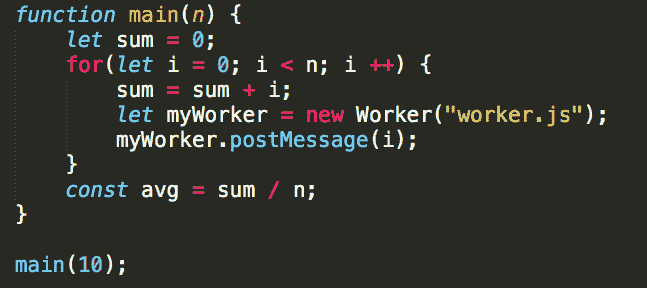 function main(n) {
    let sum = 0;
    for(let i = 0; i < n; i ++) {
        sum = sum + i;
        let myWorker = new Worker("worker.js");
        myWorker.postMessage(i);
    }
    const avg = sum / n;
}

main(10);